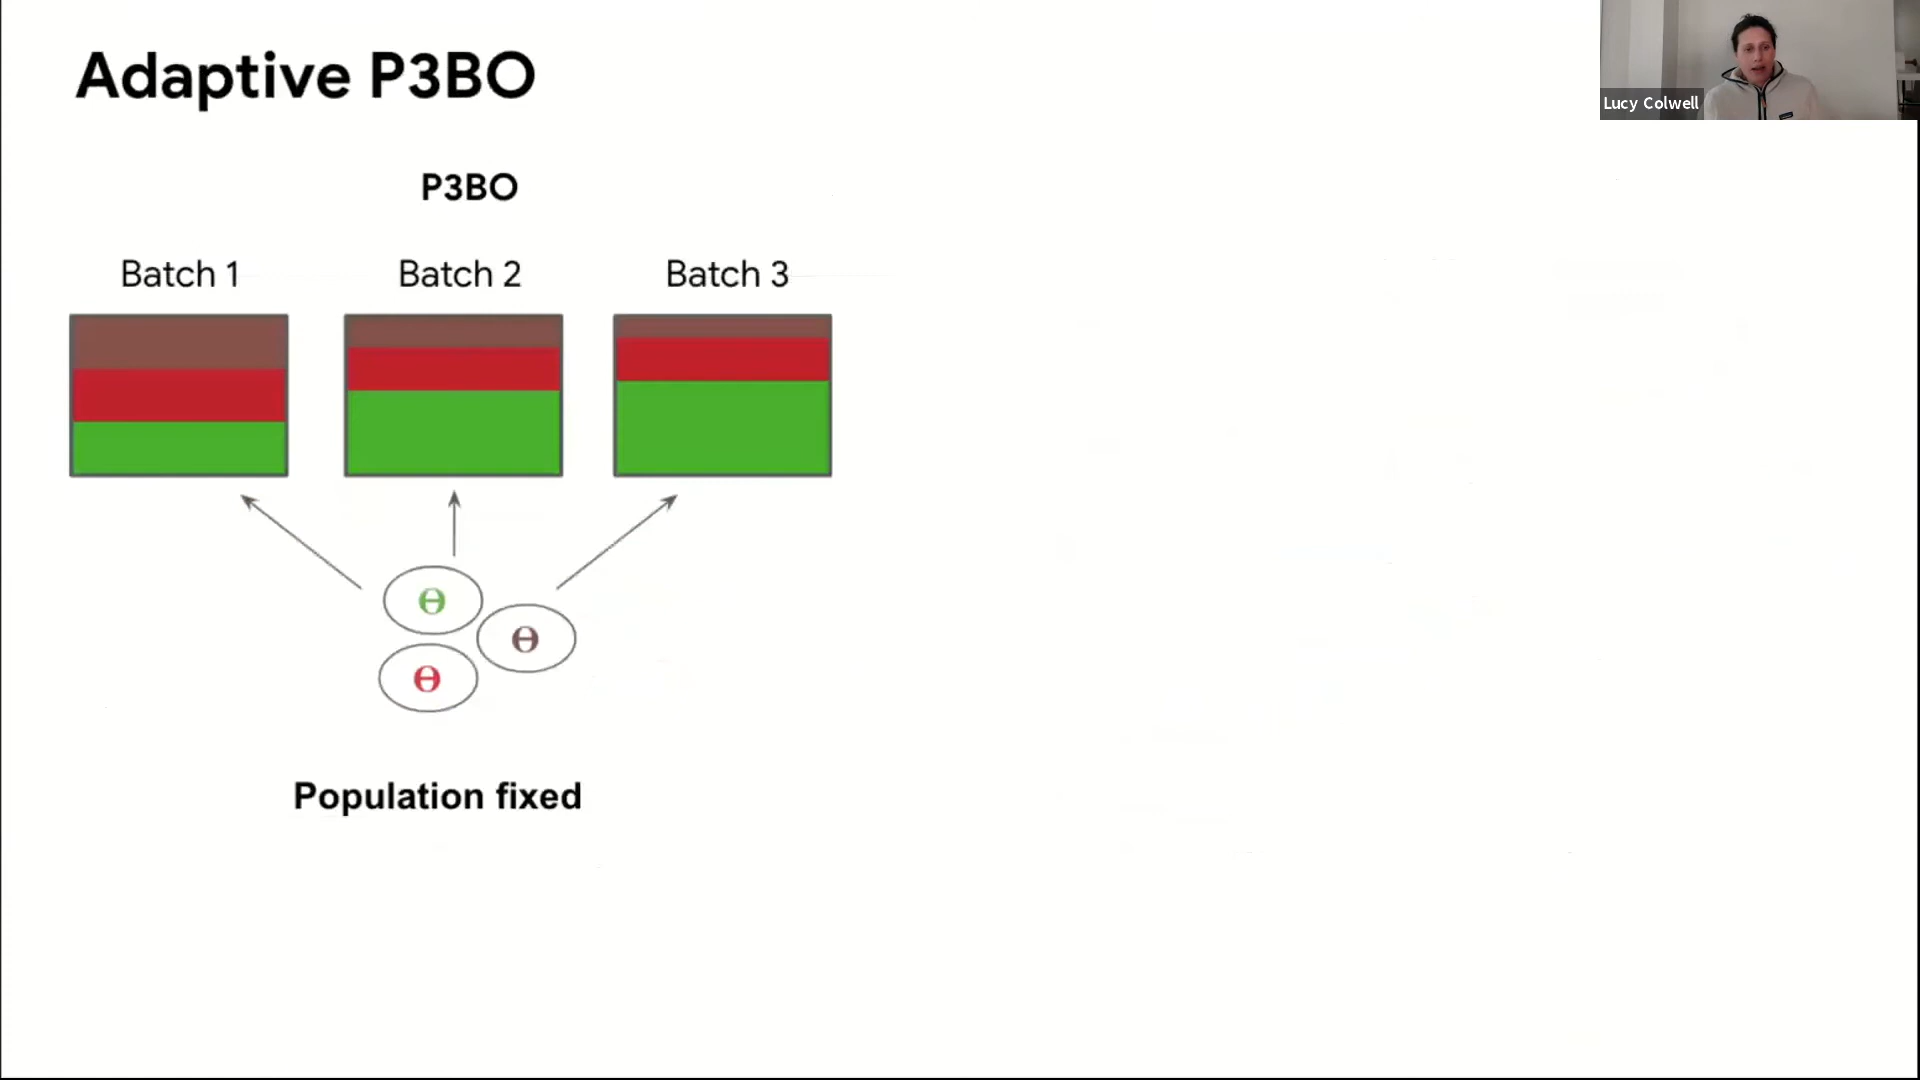 Adaptive P3BO
Lucy Colwell
P3BO
Batch 1
Batch 2
Batch 3
Θ
Θ
Θ
Population fixed